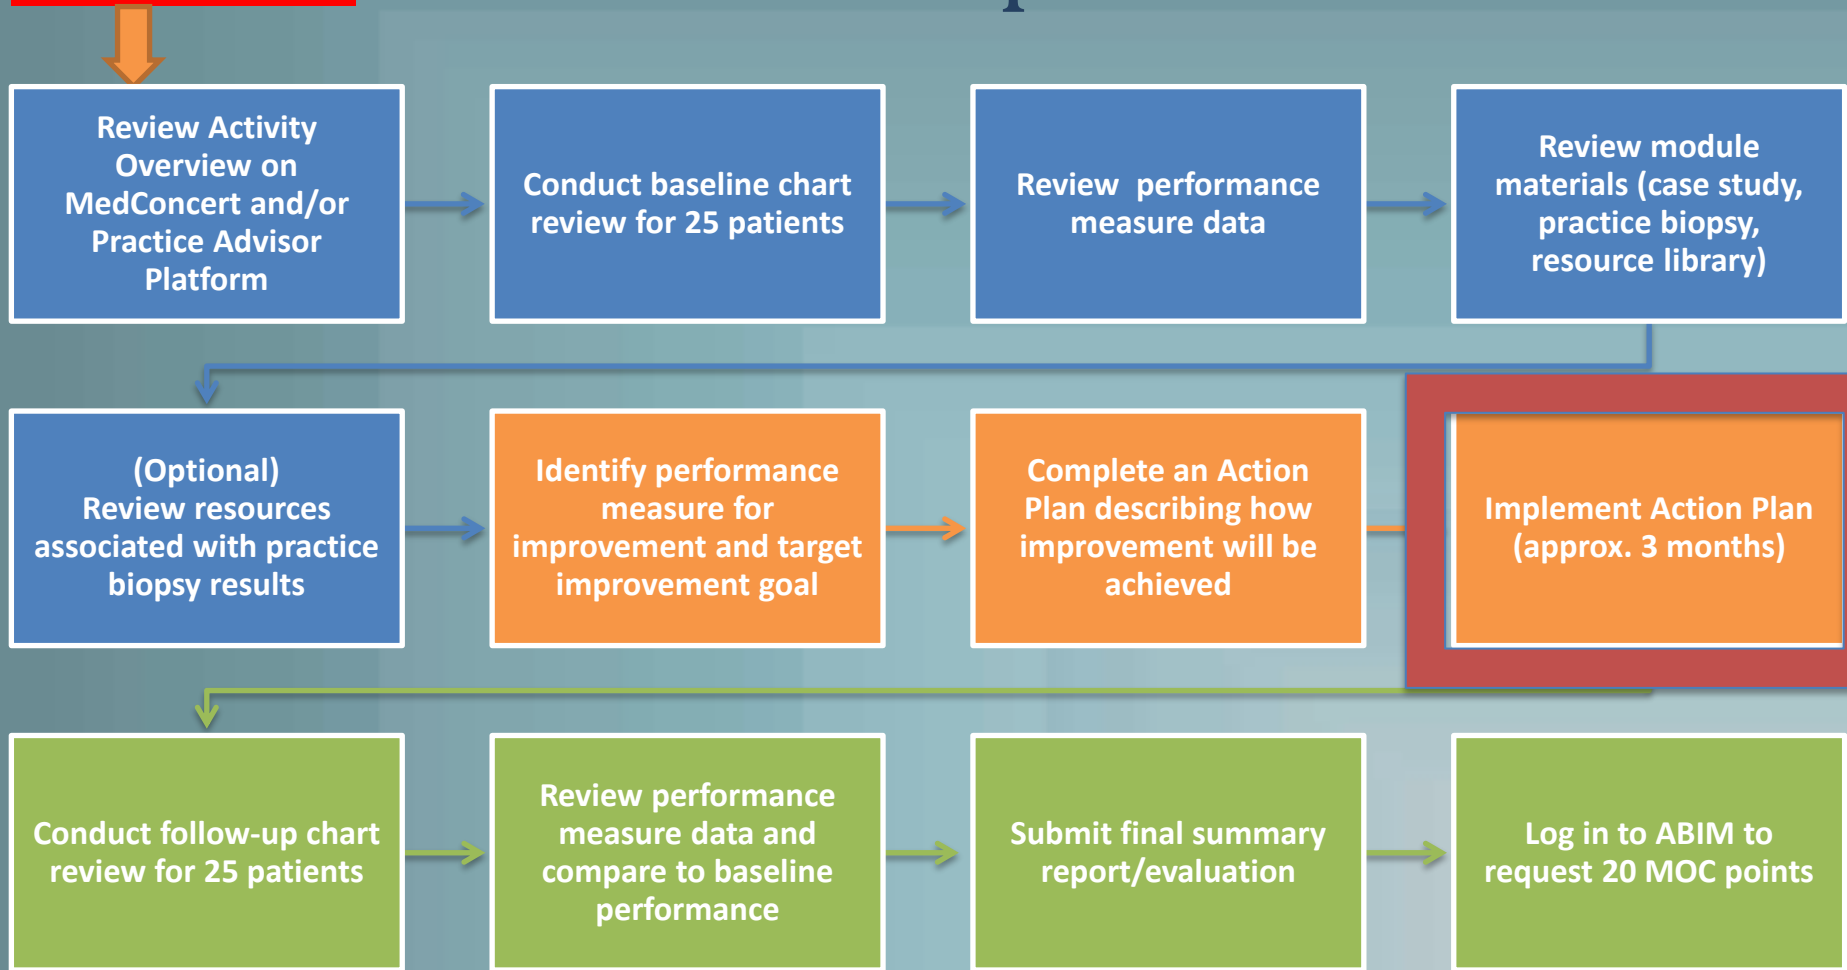 Review Activity
Overview on
MedConcert and/or
Practice Advisor
Platform
Conduct baseline chart
review for 25 patients
Review performance
measure data
Review module
materials (case study,
practice biopsy,
resource library)
(Optional)
Review resources
associated with practice
biopsy results
Identify performance
measure for
improvement and target
improvement goal
Complete an Action
Plan describing how
improvement will be
achieved
Implement Action Plan
(approx. 3 months)
Conduct follow-up chart
review for 25 patients
Review performance
measure data and
compare to baseline
performance
Submit final summary
report/evaluation
Log in to ABIM to
request 20 MOC points